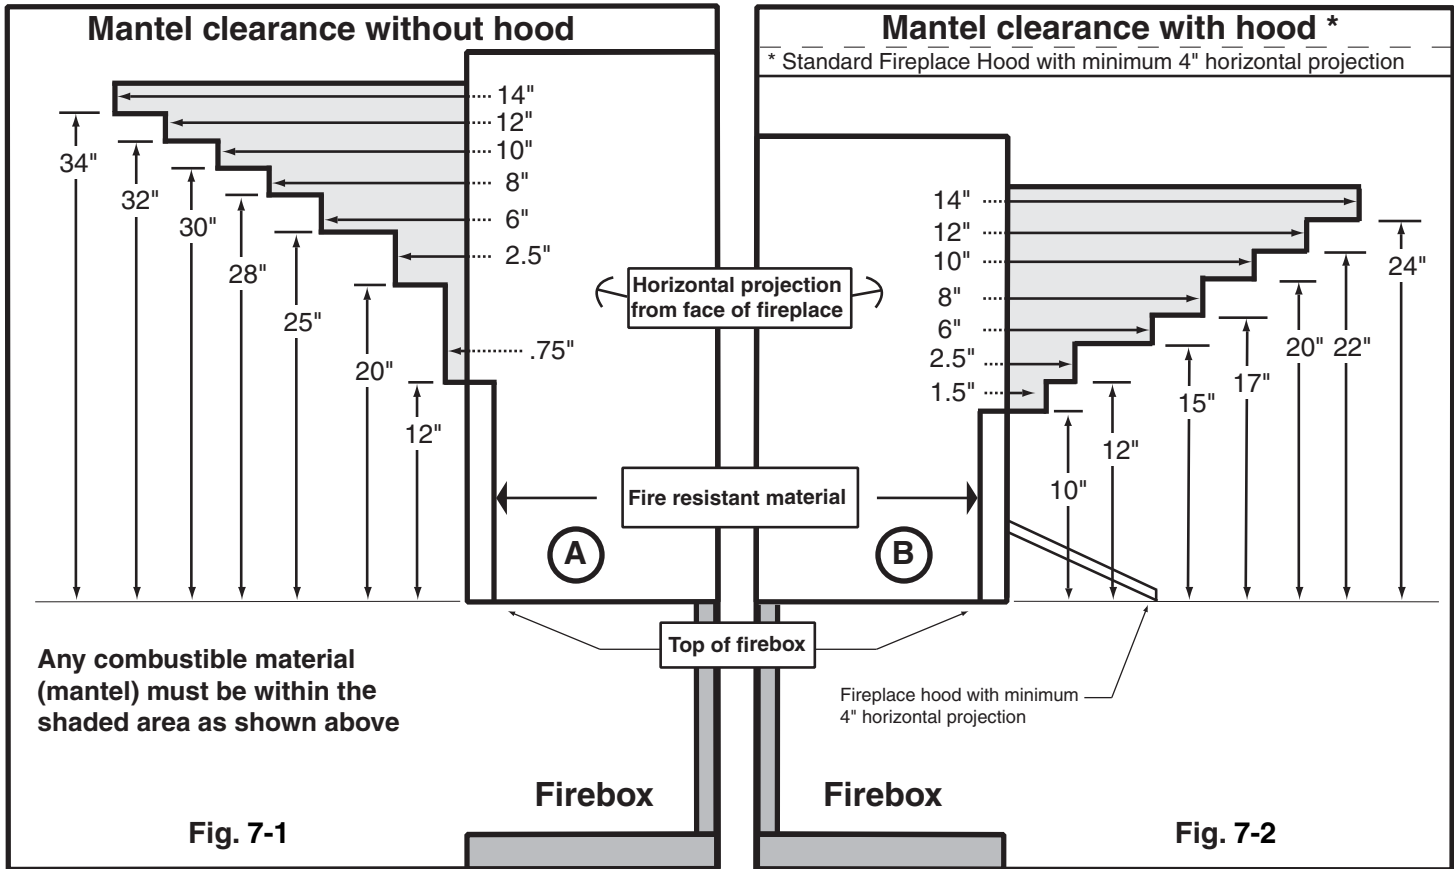 Mantel clearance without hood
14"
12"
10"
8"
6"
2.5"
.75"
34"
32"
30"
28"
25"
20"
12"
A
Any combustible material
(mantel) must be within the
shaded area as shown above
Firebox
Fig. 7-1
Horizontal projection
from face of fireplace
Fire resistant material
Top of firebox
Mantel clearance with hood *
* Standard Fireplace Hood with minimum 4" horizontal projection
14"
12"
10"
8"
6"
2.5"
1.5"
10"
12"
15"
17"
20"
22"
24"
B
Fireplace hood with minimum
4" horizontal projection
Firebox
Fig. 7-2